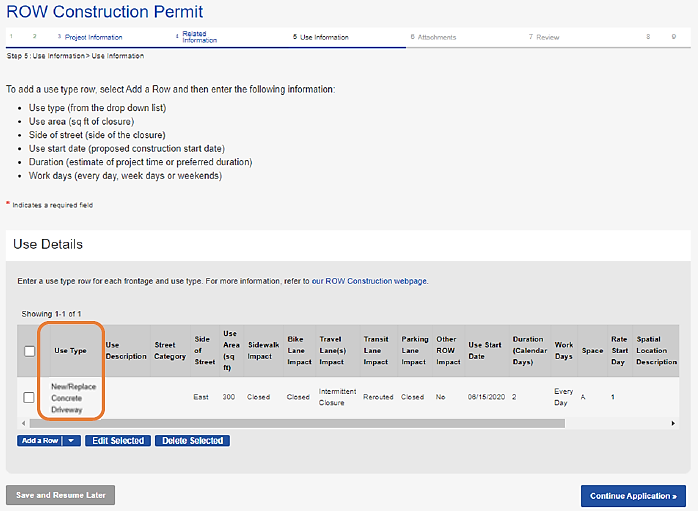 ROW Construction Permit
1 2 3 Project Information 4 Related Information 5 Use Information 6 Attachments 7 Review 8 9
Step 5: Use Information> Use Information
To add a use type row, select Add a Row and then enter the following information:
• Use type (from the drop down list)
• Use area (sq ft of closure)
• Side of street (side of the closure)
• Use start date (proposed construction start date)
• Duration (estimate of project time or preferred duration)
• Work days (every day, week days or weekends)
* Indicates a required field
Use Details
Enter a use type row for each frontage and use type. For more information, refer to our ROW Construction webpage.
Showing 1-1 of 1
Use Type Use Description Street Category Side of Street Use Area (sq ft) Sidewalk Impact Bike Lane Impact Travel Lane(s) Impact Transit Lane Impact Parking Lane Impact Other ROW Impact Use Start Date Duration (Calendar Days) Work Days Space Rate Start Day Spatial Location Description
New/Replace Concrete Driveway East 300 Closed Closed Intermittent Closure Rerouted Closed No 06/15/2020 2 Every Day A 1
Add a Row Edit Selected Delete Selected
Save and Resume Later Continue Application »